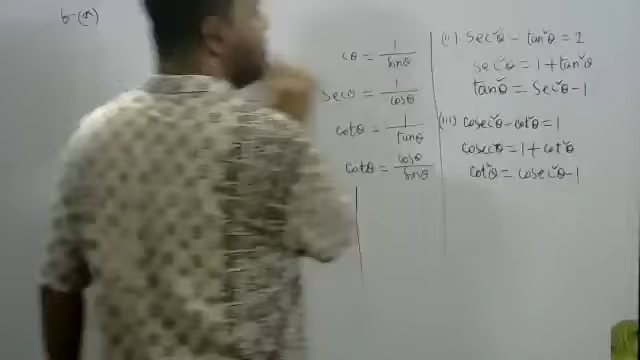 cθ = 1/sinθ
secθ = 1/cosθ
cotθ = 1/tanθ
cotθ = cosθ/sinθ
(ii) sec²θ - tan²θ = 1
sec²θ = 1 + tan²θ
tan²θ = sec²θ - 1
(iii) cosec²θ - cot²θ = 1
cosec²θ = 1 + cot²θ
cot²θ = cosec²θ - 1